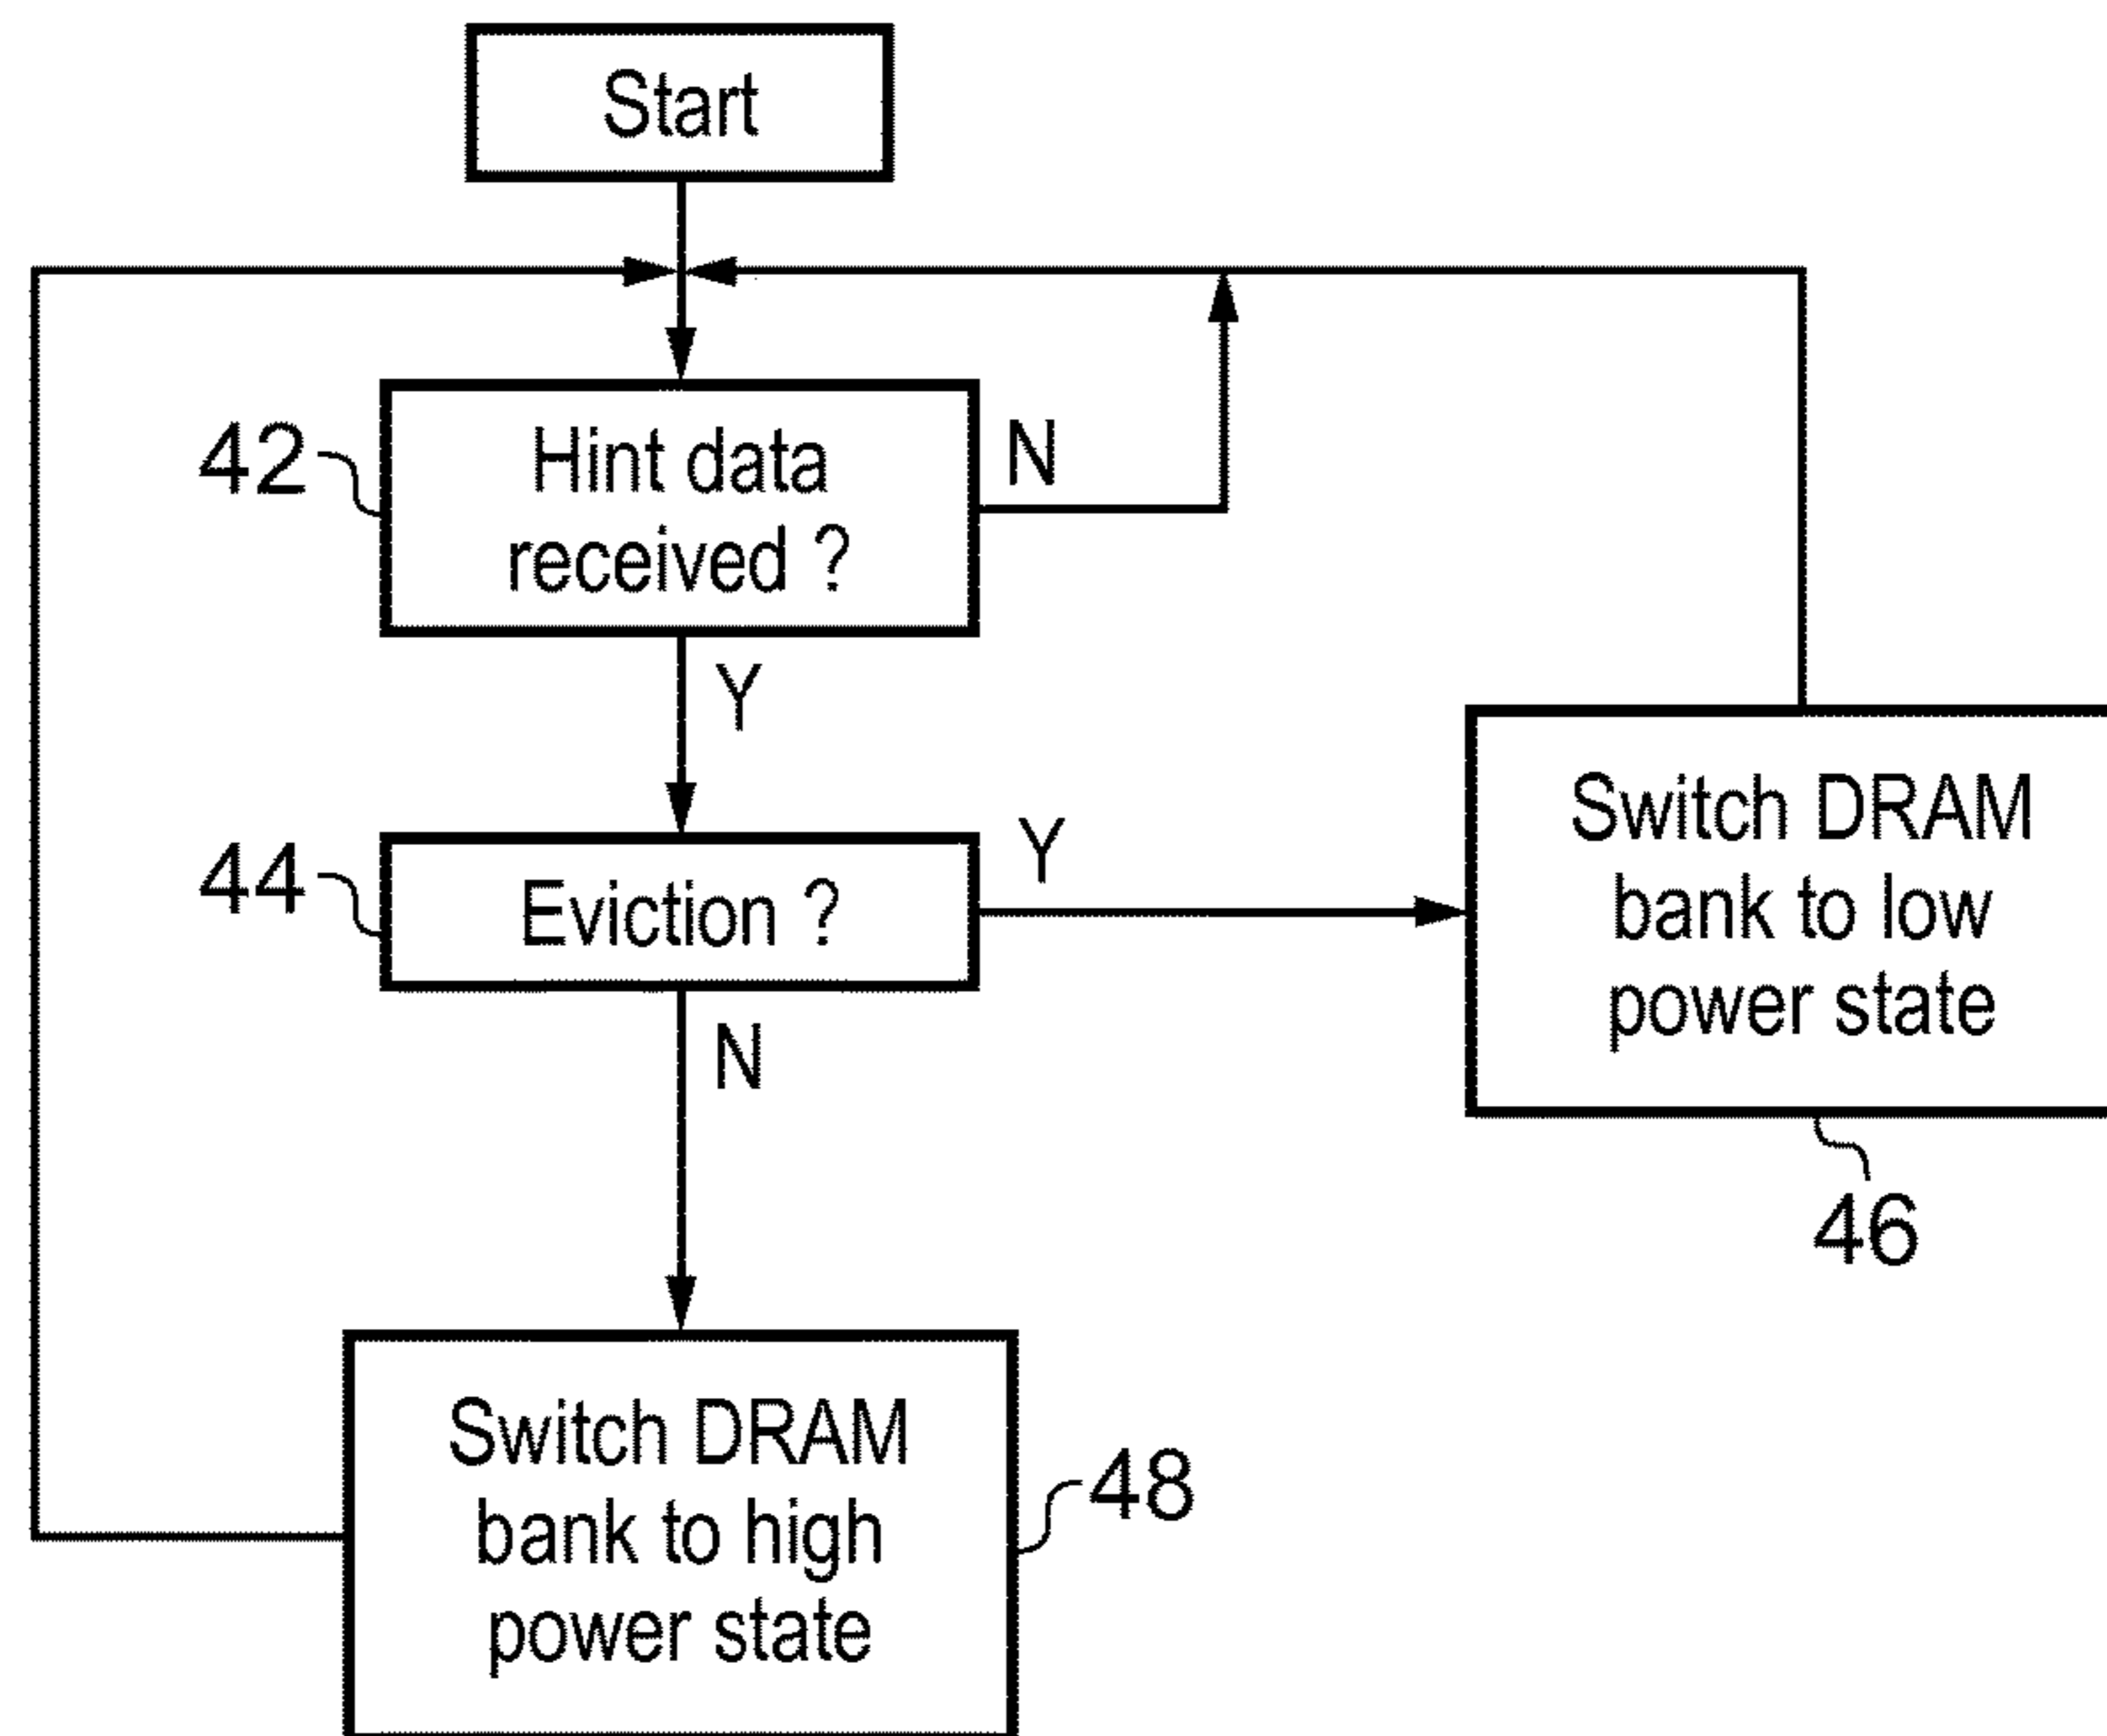 Start
42
Hint data
received ?
N
Y
44
Eviction ?
Y
N
Switch DRAM
bank to low
power state
46
Switch DRAM
bank to high
power state
48